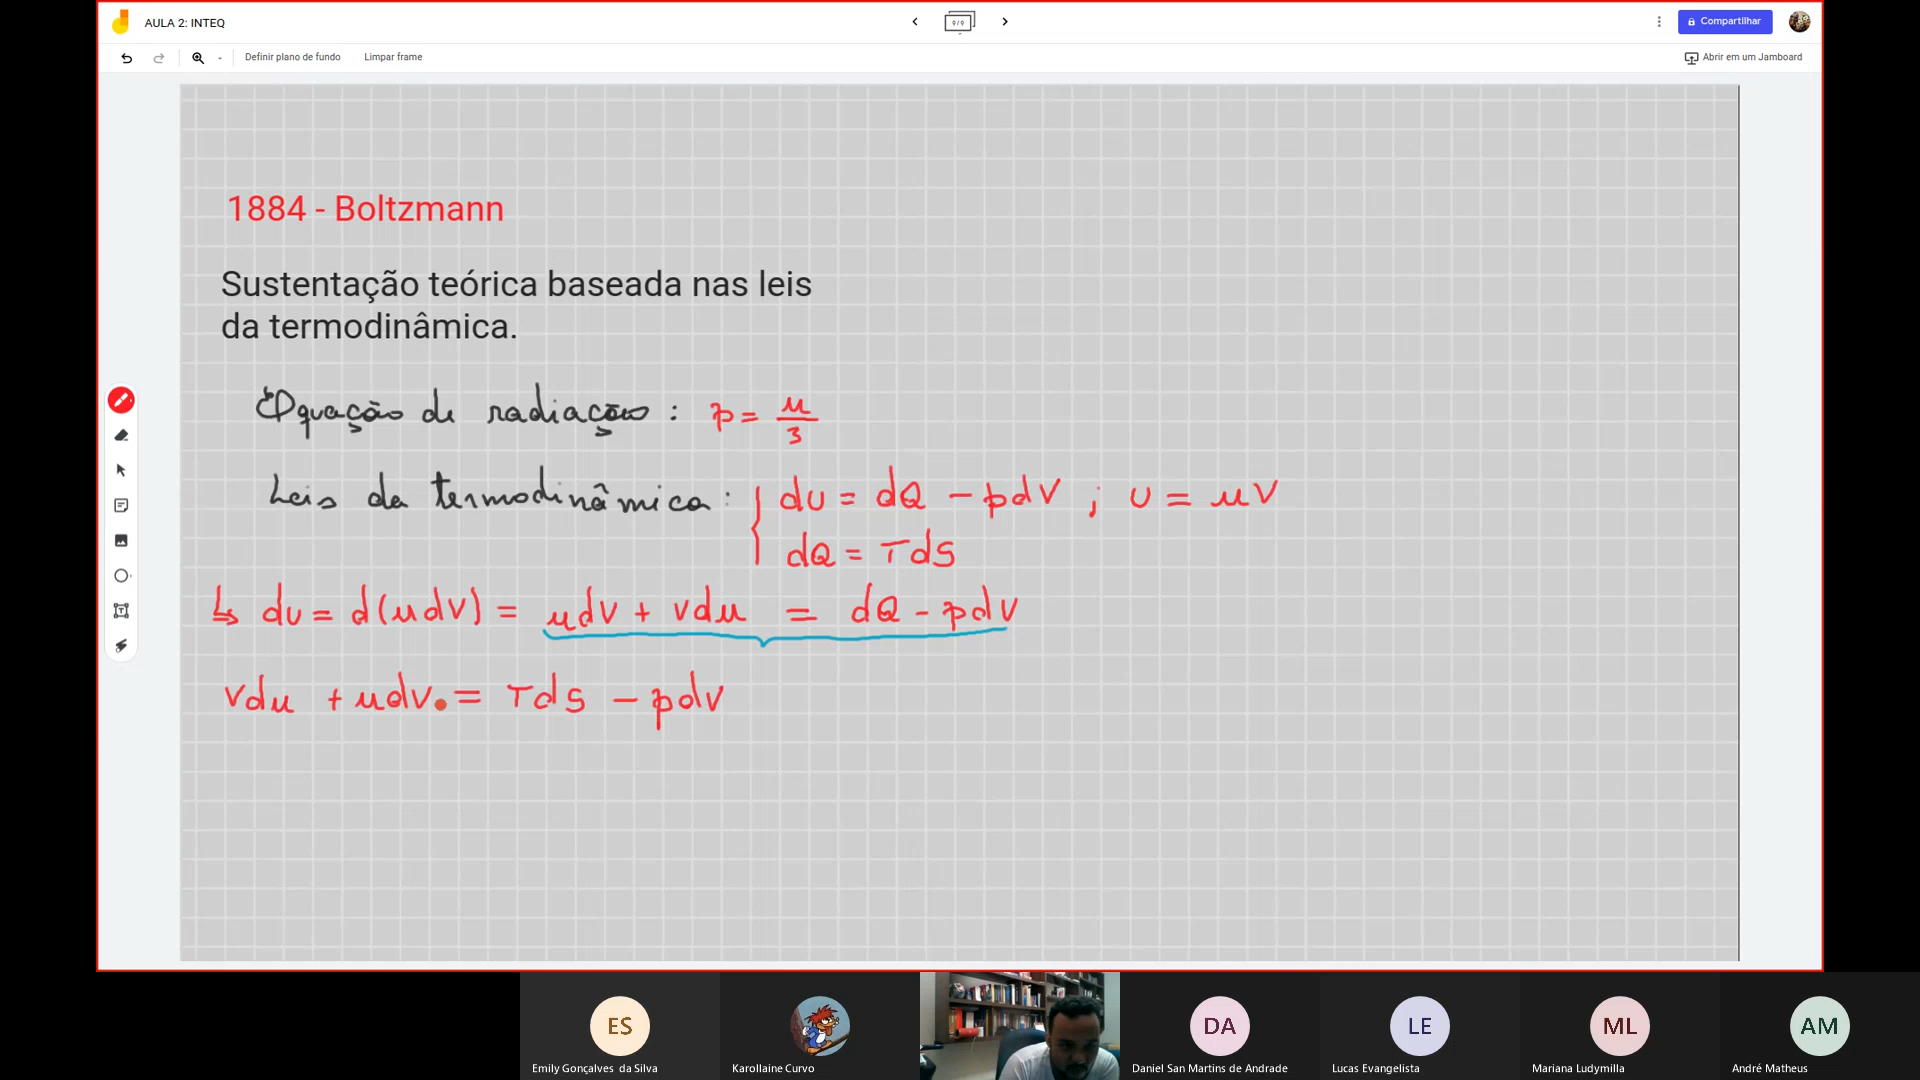 AULA 2: INTEQ
9/9
Compartilhar
Definir plano de fundo Limpar frame
Abrir em um Jamboard
1884 - Boltzmann
Sustentação teórica baseada nas leis
da termodinâmica.
Equação de radiação : p = u/3
Leis da termodinâmica : { dU = dQ - pdV ; U = uV
dQ = TdS
↳ dU = d(udV) = udV + Vdu = dQ - pdV
Vdu + udV = TdS - pdV
ES
DA
LE
ML
AM
Emily Gonçalves da Silva
Karollaine Curvo
Daniel San Martins de Andrade
Lucas Evangelista
Mariana Ludymilla
André Matheus